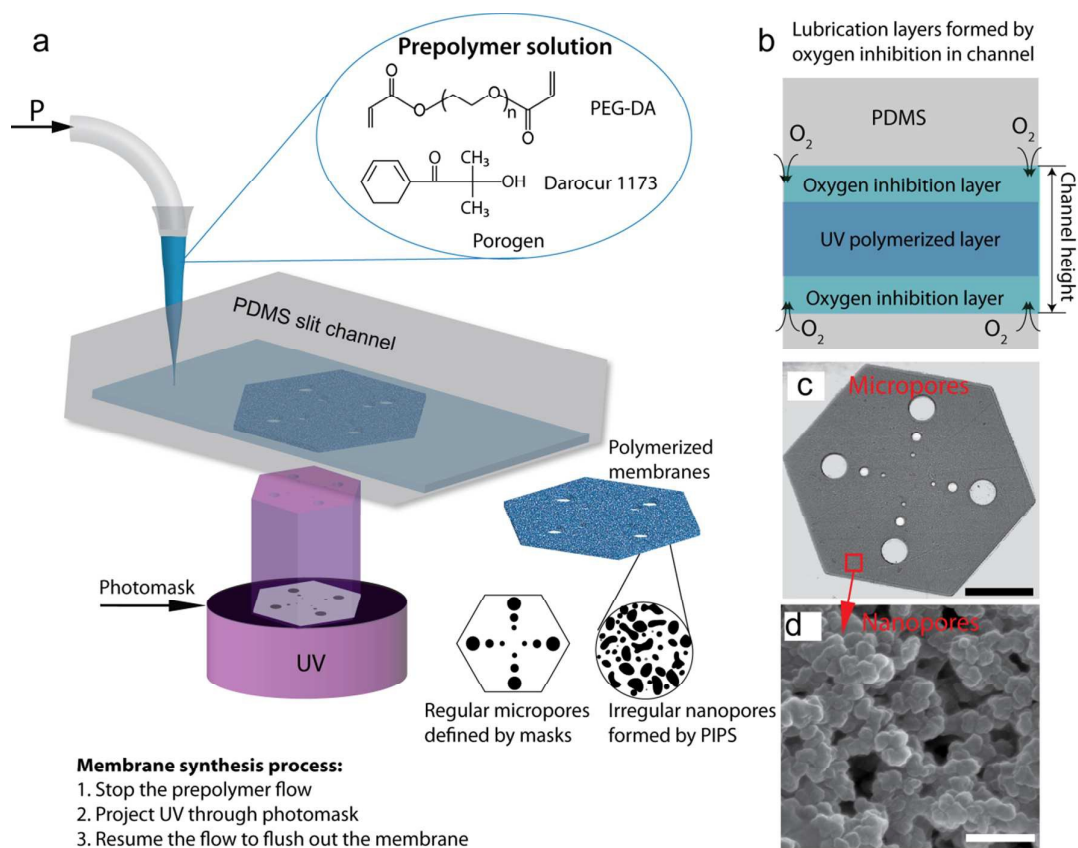 a
P
Prepolymer solution
O
O
O
n
O
O
PEG-DA
O
CH3
OH
CH3
Darocur 1173
Porogen
PDMS slit channel
Polymerized
membranes
Photomask
UV
Regular micropores
defined by masks
Irregular nanopores
formed by PIPS
Membrane synthesis process:
1. Stop the prepolymer flow
2. Project UV through photomask
3. Resume the flow to flush out the membrane
b
Lubrication layers formed by
oxygen inhibition in channel
PDMS
O2
O2
Oxygen inhibition layer
UV polymerized layer
Oxygen inhibition layer
O2
O2
Channel height
c
Micropores
d
Nanopores